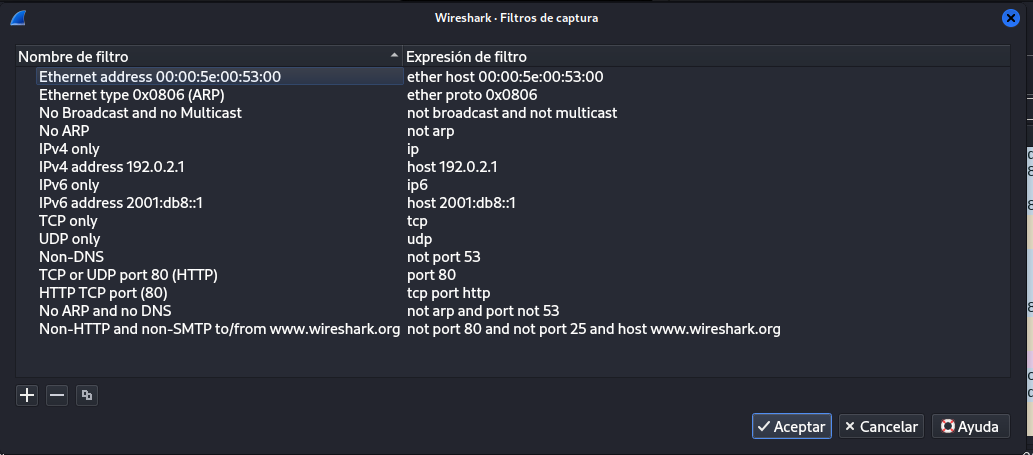 Wireshark · Filtros de captura
Nombre de filtro Expresión de filtro
Ethernet address 00:00:5e:00:53:00 ether host 00:00:5e:00:53:00
Ethernet type 0x0806 (ARP) ether proto 0x0806
No Broadcast and no Multicast not broadcast and not multicast
No ARP not arp
IPv4 only ip
IPv4 address 192.0.2.1 host 192.0.2.1
IPv6 only ip6
IPv6 address 2001:db8::1 host 2001:db8::1
TCP only tcp
UDP only udp
Non-DNS not port 53
TCP or UDP port 80 (HTTP) port 80
HTTP TCP port (80) tcp port http
No ARP and no DNS not arp and port not 53
Non-HTTP and non-SMTP to/from www.wireshark.org not port 80 and not port 25 and host www.wireshark.org
Aceptar Cancelar Ayuda